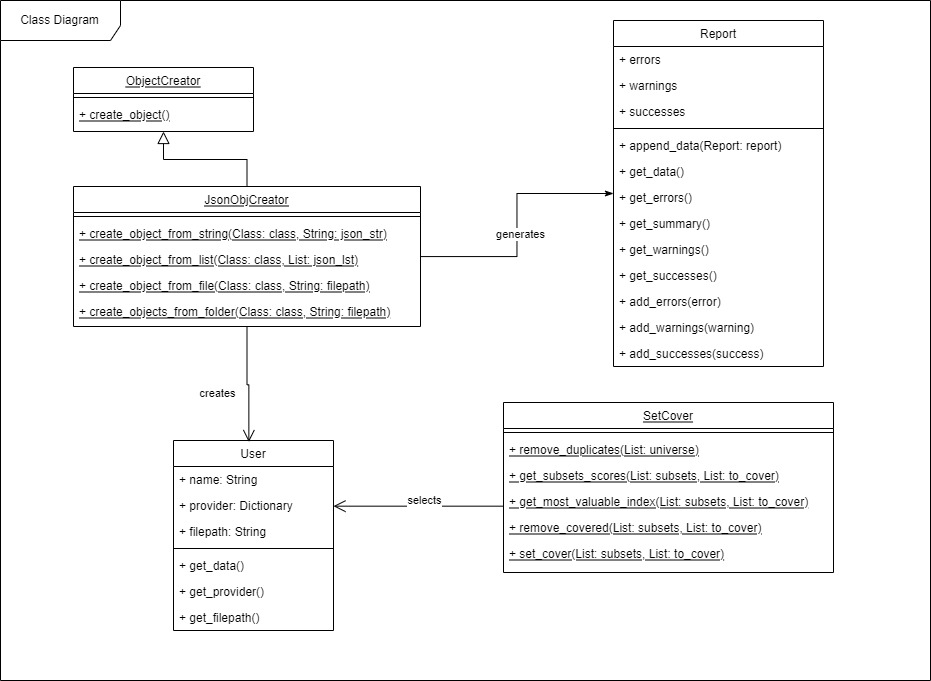 Class Diagram
ObjectCreator
+ create_object()
JsonObjCreator
+ create_object_from_string(Class: class, String: json_str)
+ create_object_from_list(Class: class, List: json_lst)
+ create_object_from_file(Class: class, String: filepath)
+ create_objects_from_folder(Class: class, String: filepath)
generates
Report
+ errors
+ warnings
+ successes
+ append_data(Report: report)
+ get_data()
+ get_errors()
+ get_summary()
+ get_warnings()
+ get_successes()
+ add_errors(error)
+ add_warnings(warning)
+ add_successes(success)
creates
User
+ name: String
+ provider: Dictionary
+ filepath: String
+ get_data()
+ get_provider()
+ get_filepath()
selects
SetCover
+ remove_duplicates(List: universe)
+ get_subsets_scores(List: subsets, List: to_cover)
+ get_most_valuable_index(List: subsets, List: to_cover)
+ remove_covered(List: subsets, List: to_cover)
+ set_cover(List: subsets, List: to_cover)